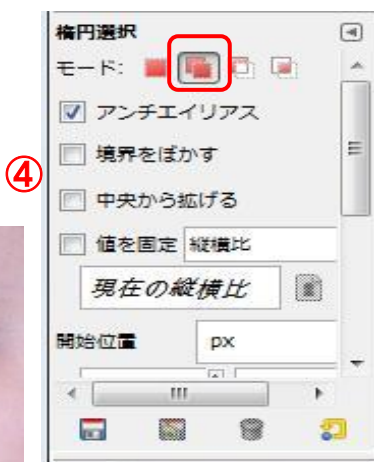 楕円選択
モード:
アンチエイリアス
境界をぼかす
④
中央から拡げる
値を固定 縦横比
現在の縦横比
開始位置 px